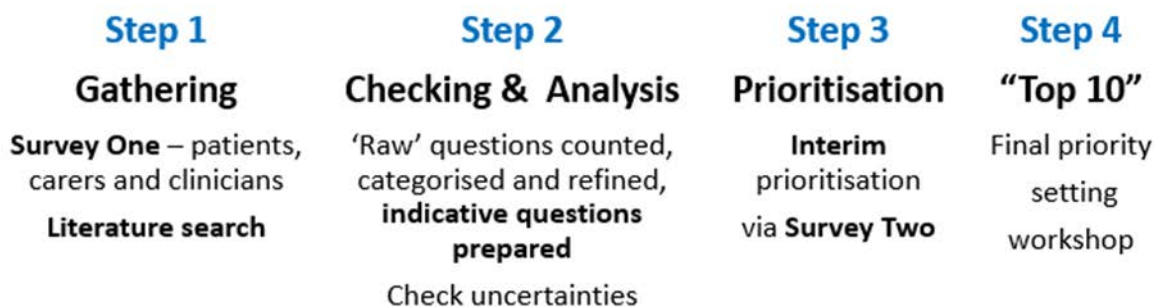 Step 1
Gathering
Survey One – patients,
carers and clinicians
Literature search
Step 2
Checking & Analysis
‘Raw’ questions counted,
categorised and refined,
indicative questions
prepared
Check uncertainties
Step 3
Prioritisation
Interim
prioritisation
via Survey Two
Step 4
“Top 10”
Final priority
setting
workshop